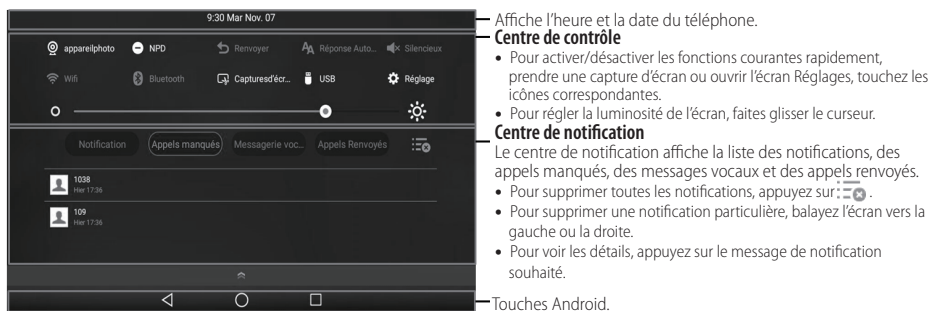 9:30 Mar Nov. 07
appareilphoto
NPD
Renvoyer
Réponse Auto...
Silencieux
Wifi
Bluetooth
Capturesd'écr...
USB
Réglage
Notification
Appels manqués
Messagerie voc...
Appels Renvoyés
1038
Hier 17:36
109
Hier 17:36
Affiche l'heure et la date du téléphone.
Centre de contrôle
• Pour activer/désactiver les fonctions courantes rapidement,
prendre une capture d'écran ou ouvrir l'écran Réglages, touchez les
icônes correspondantes.
• Pour régler la luminosité de l'écran, faites glisser le curseur.
Centre de notification
Le centre de notification affiche la liste des notifications, des
appels manqués, des messages vocaux et des appels renvoyés.
• Pour supprimer toutes les notifications, appuyez sur .
• Pour supprimer une notification particulière, balayez l'écran vers la
gauche ou la droite.
• Pour voir les détails, appuyez sur le message de notification
souhaité.
Touches Android.